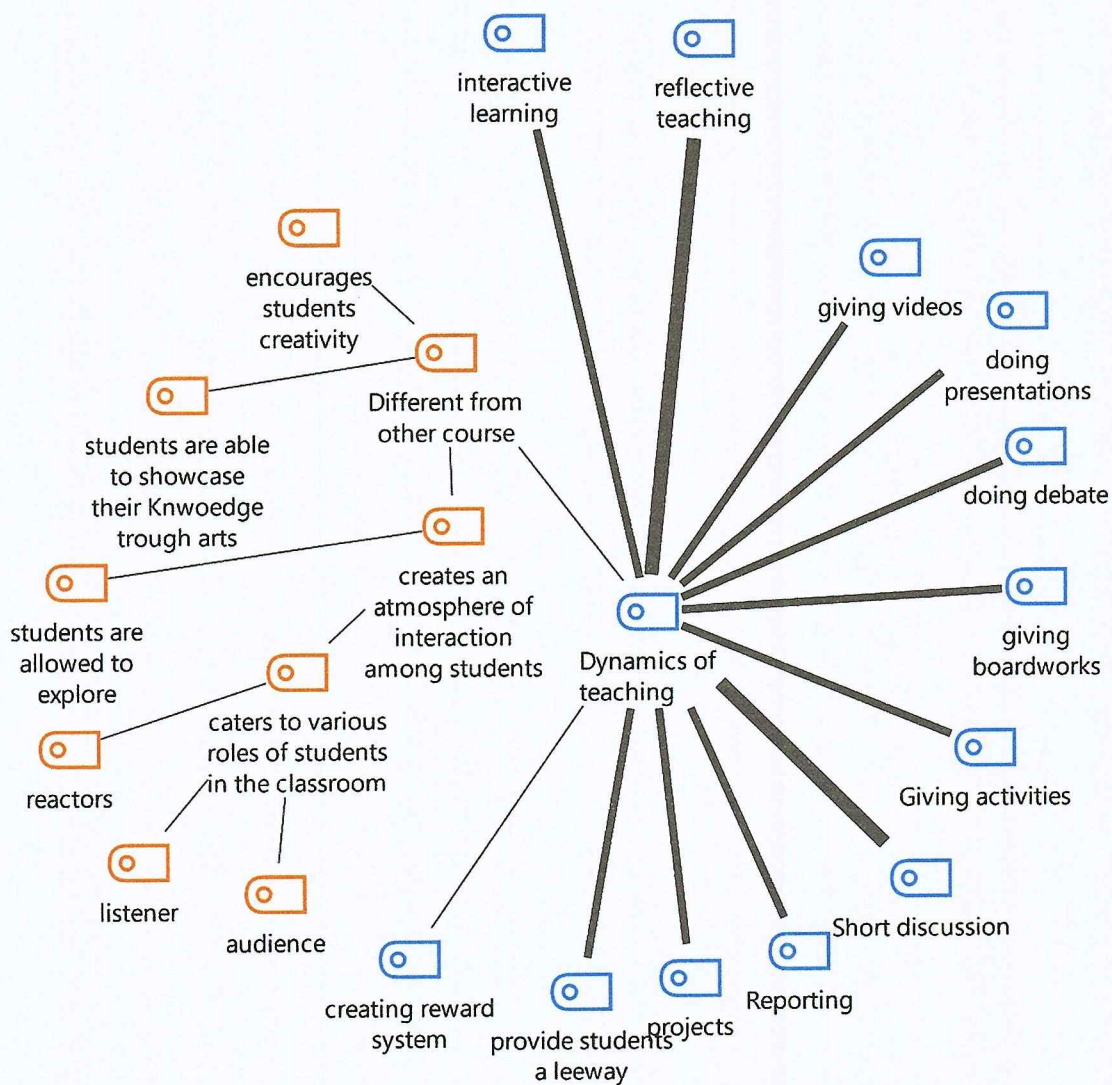 interactive
learning
reflective
teaching
encourages
students
creativity
giving videos
doing
presentations
Different from
other course
students are able
to showcase
their Knwoedge
trough arts
doing debate
creates an
atmosphere of
interaction
among students
students are
allowed to
explore
giving
boardworks
Dynamics of
teaching
caters to various
roles of students
in the classroom
reactors
Giving activities
listener
audience
Short discussion
creating reward
system
provide students
a leeway
projects
Reporting